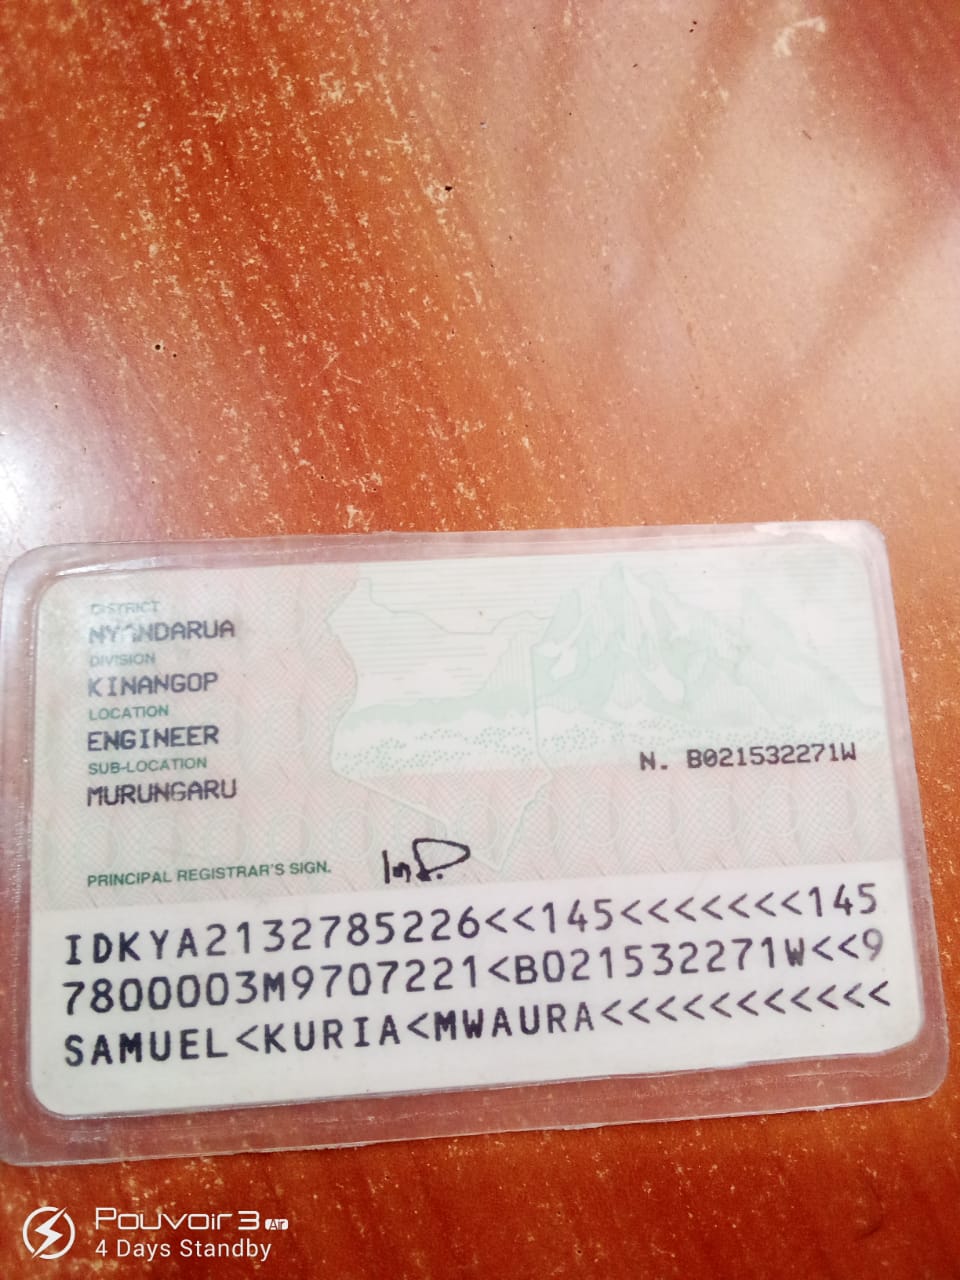 DISTRICT
NYANDARUA
DIVISION
KINANGOP
LOCATION
ENGINEER
SUB-LOCATION
MURUNGARU
N. B021532271W
PRINCIPAL REGISTRAR'S SIGN.
IDKYA2132785226<<145<<<<<<<145
7800003M9707221<B021532271W<<9
SAMUEL<KURIA<MWAURA<<<<<<<<<<<
Pouvoir 3 Air
4 Days Standby